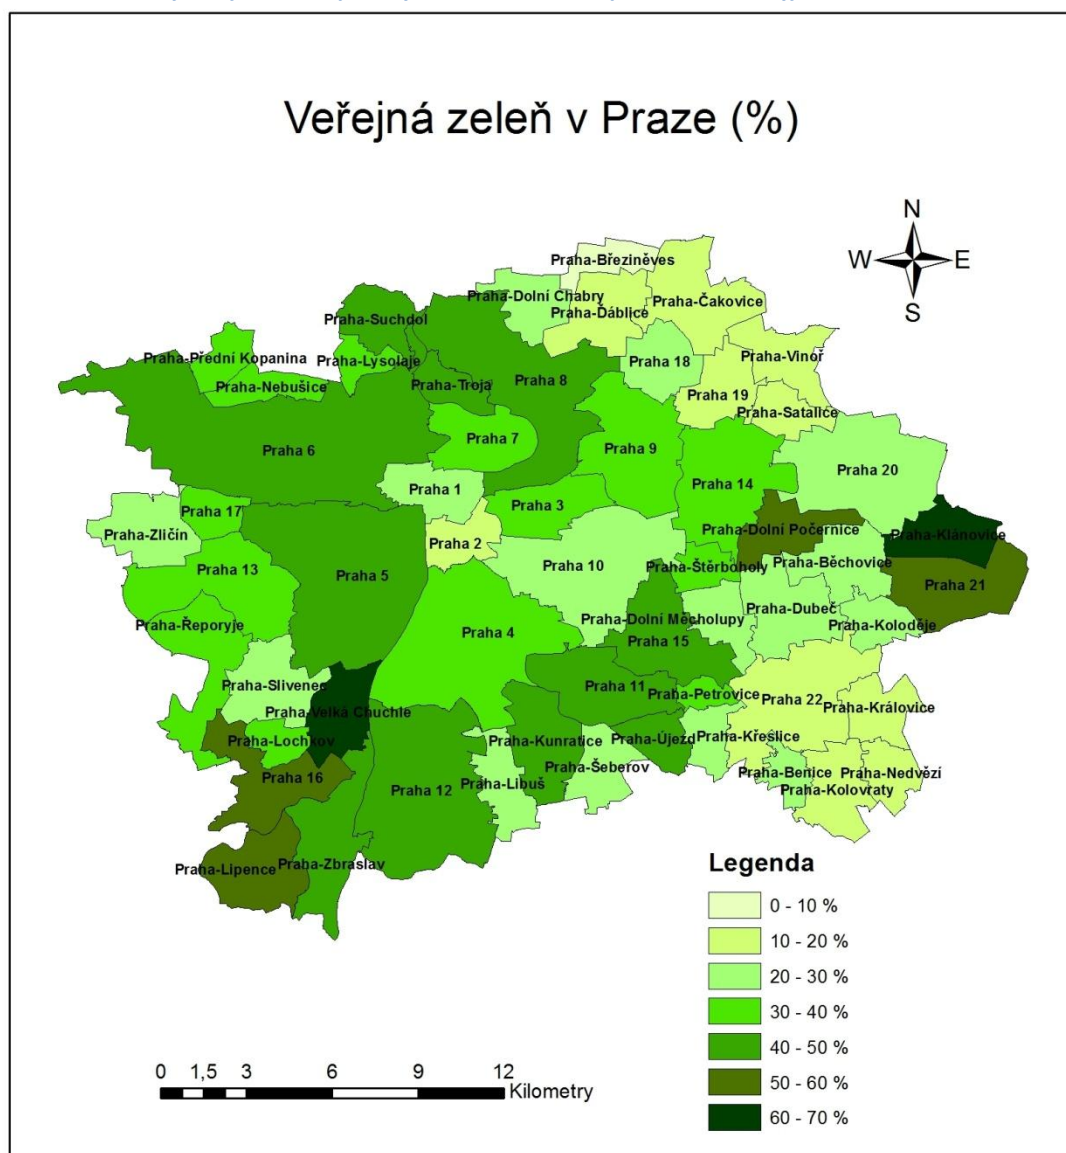 Veřejná zeleň v Praze (%)
N
W
E
S
Praha-Březiněves
Praha-Dolní Chabry
Praha-Čakovice
Praha-Ďáblice
Praha-Suchdol
Praha-Přední Kopanina
Praha-Lysolaje
Praha 18
Praha-Vinoř
Praha-Nebušice
Praha-Troja
Praha 8
Praha 19
Praha-Satalice
Praha 7
Praha 6
Praha 9
Praha 20
Praha 1
Praha 14
Praha 3
Praha 17
Praha-Zličín
Praha-Dolní Počernice
Praha-Klánovice
Praha 2
Praha 10
Praha-Štěrboholy
Praha-Běchovice
Praha 13
Praha 5
Praha 21
Praha-Dubeč
Praha-Dolní Měcholupy
Praha-Koloděje
Praha-Řeporyje
Praha 4
Praha 15
Praha-Slivenec
Praha 11
Praha-Petrovice
Praha 22
Praha-Královice
Praha-Velká Chuchle
Praha-Lochkov
Praha-Kunratice
Praha-Újezd
Praha-Křeslice
Praha 16
Praha-Šeberov
Praha-Benice
Praha-Nedvězí
Praha 12
Praha-Libuš
Praha-Kolovraty
Praha-Lipence
Praha-Zbraslav
Legenda
0 - 10 %
10 - 20 %
20 - 30 %
30 - 40 %
40 - 50 %
50 - 60 %
60 - 70 %
0 1,5 3 6 9 12
Kilometry